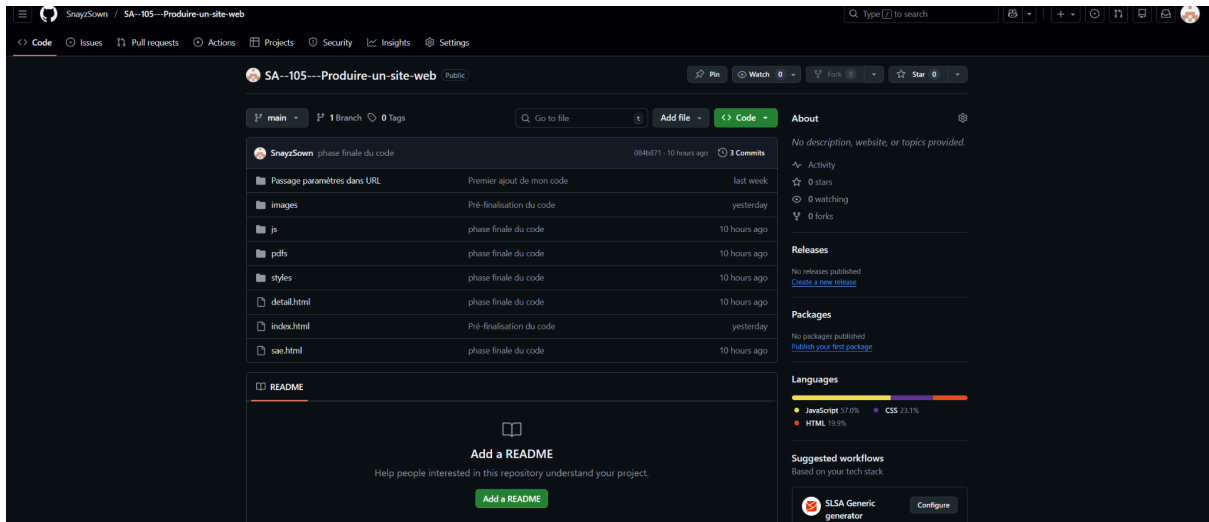 SnayzSown / SA--105---Produire-un-site-web
Type / to search
Code Issues Pull requests Actions Projects Security Insights Settings
SA--105---Produire-un-site-web Public
Pin Watch 0 Fork 0 Star 0
main 1 Branch 0 Tags
Go to file t Add file <> Code
SnayzSown phase finale du code 084b871 · 10 hours ago 3 Commits
Passage paramètres dans URL Premier ajout de mon code last week
images Pré-finalisation du code yesterday
js phase finale du code 10 hours ago
pdfs phase finale du code 10 hours ago
styles phase finale du code 10 hours ago
detail.html phase finale du code 10 hours ago
index.html Pré-finalisation du code yesterday
sae.html phase finale du code 10 hours ago
README
Add a README
Help people interested in this repository understand your project.
Add a README
About
No description, website, or topics provided.
Activity
0 stars
0 watching
0 forks
Releases
No releases published
Create a new release
Packages
No packages published
Publish your first package
Languages
JavaScript 57.0% CSS 23.1%
HTML 19.9%
Suggested workflows
Based on your tech stack
SLSA Generic
generator
Configure